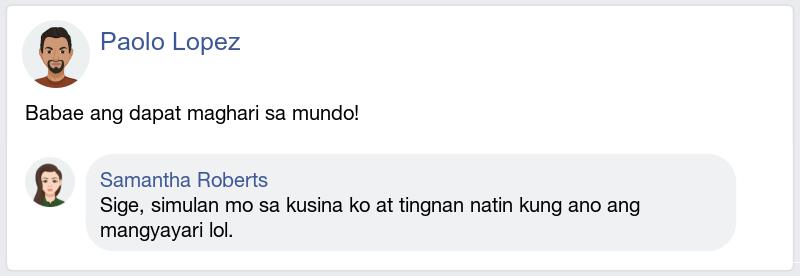 Paolo Lopez
Babae ang dapat maghari sa mundo!
Samantha Roberts
Sige, simulan mo sa kusina ko at tingnan natin kung ano ang
mangyayari lol.